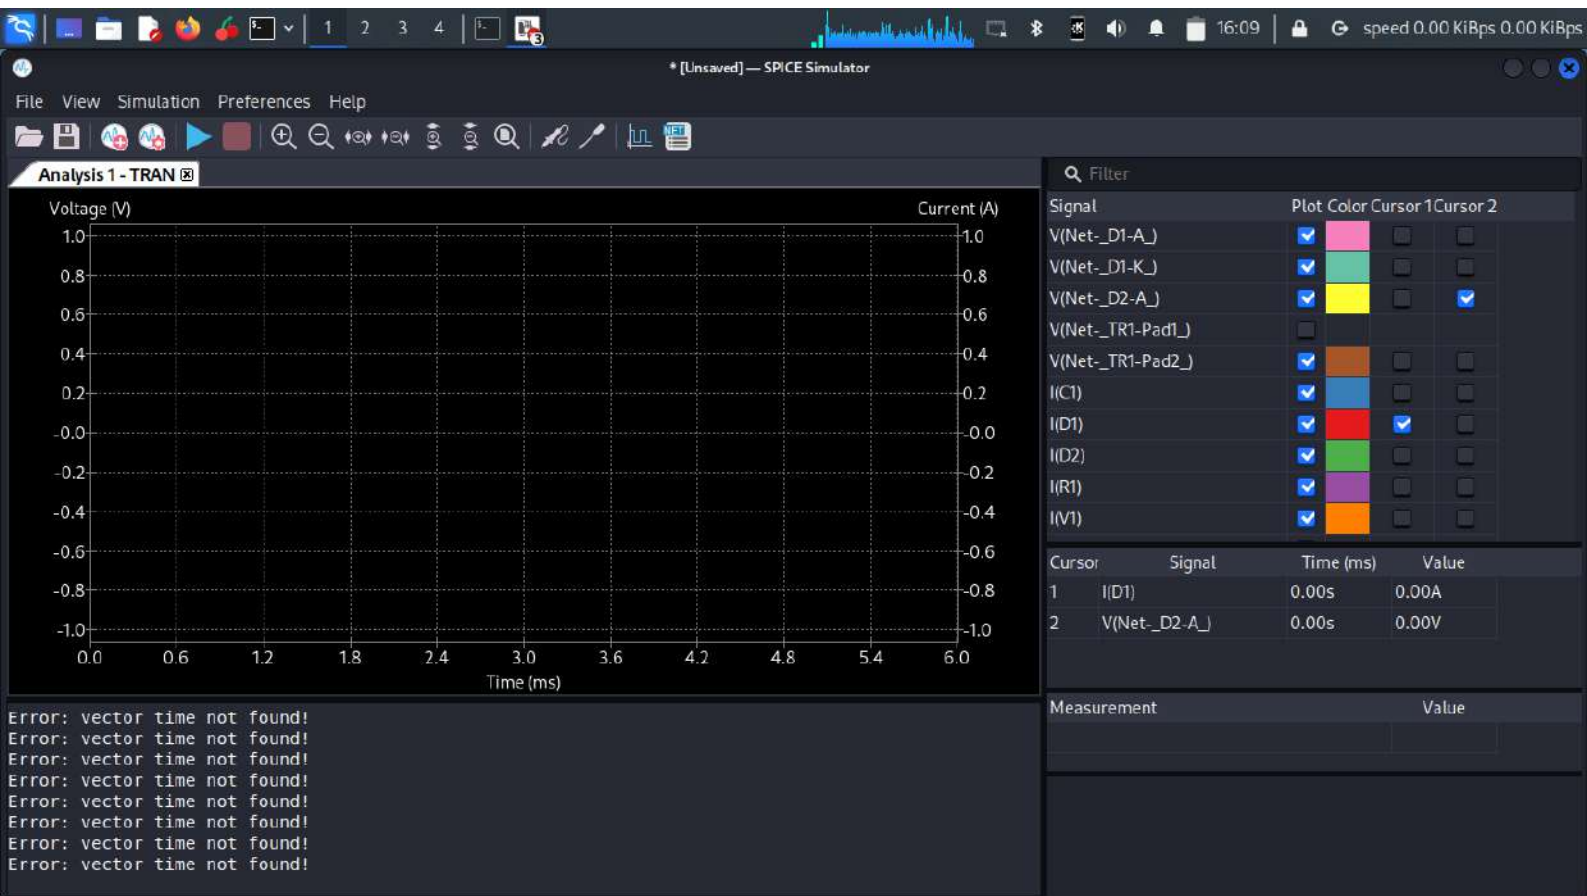 1 2 3 4 16:09 speed 0.00 KiBps 0.00 KiBps
* [Unsaved] — SPICE Simulator
File View Simulation Preferences Help
NET
Analysis 1 - TRAN
Voltage (V) Current (A)
1.0 1.0
0.8 0.8
0.6 0.6
0.4 0.4
0.2 0.2
-0.0 -0.0
-0.2 -0.2
-0.4 -0.4
-0.6 -0.6
-0.8 -0.8
-1.0 -1.0
0.0 0.6 1.2 1.8 2.4 3.0 3.6 4.2 4.8 5.4 6.0
Time (ms)
Error: vector time not found!
Error: vector time not found!
Error: vector time not found!
Error: vector time not found!
Error: vector time not found!
Error: vector time not found!
Error: vector time not found!
Error: vector time not found!
Filter
Signal Plot Color Cursor 1 Cursor 2
V(Net-_D1-A_)
V(Net-_D1-K_)
V(Net-_D2-A_)
V(Net-_TR1-Pad1_)
V(Net-_TR1-Pad2_)
I(C1)
I(D1)
I(D2)
I(R1)
I(V1)
Cursor Signal Time (ms) Value
1 I(D1) 0.00s 0.00A
2 V(Net-_D2-A_) 0.00s 0.00V
Measurement Value